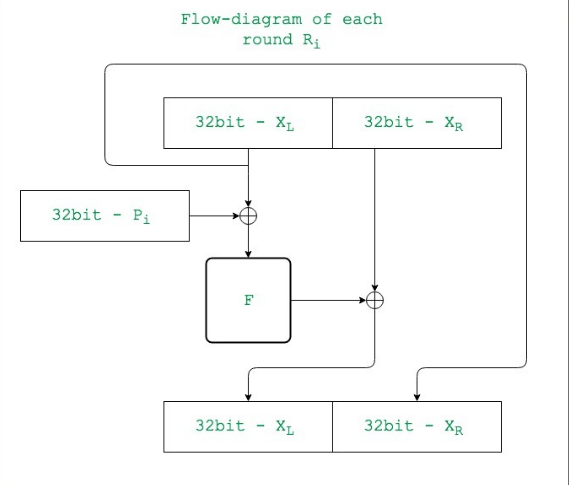 Flow-diagram of each
round Ri
32bit - XL
32bit - XR
32bit - Pi
F
32bit - XL
32bit - XR